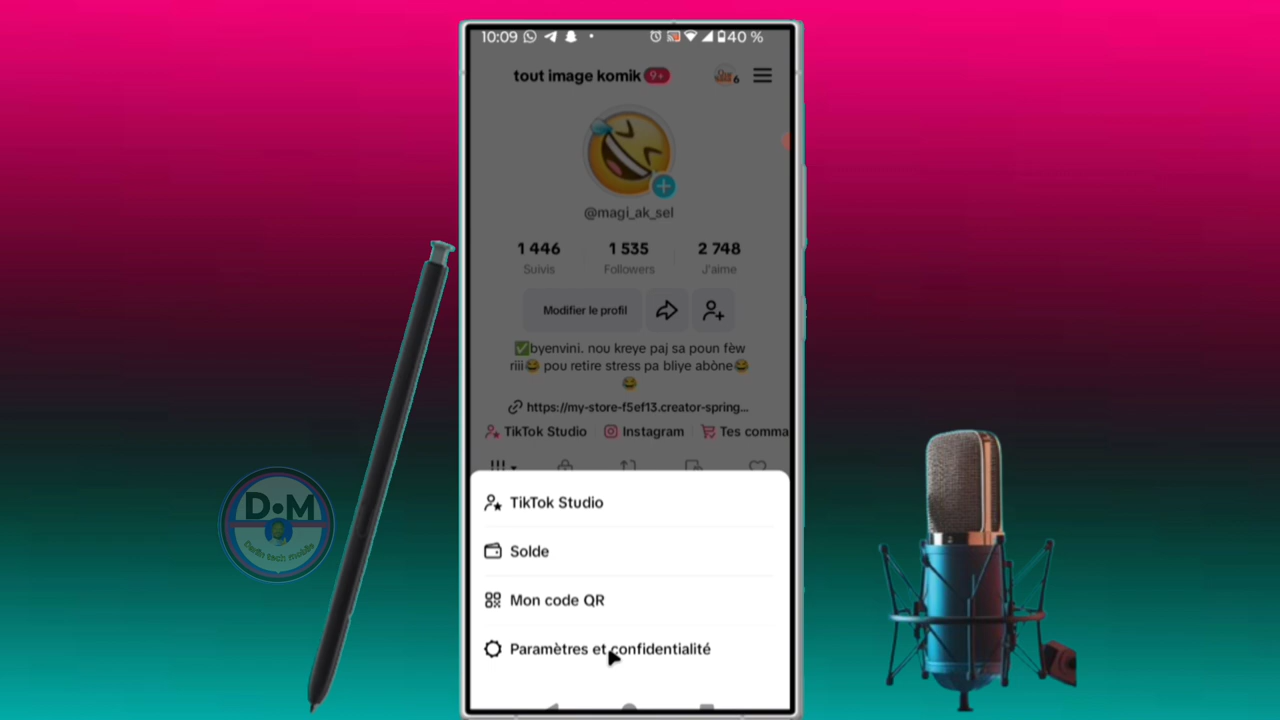 10:09
40 %
tout image komik 9+
6
@magi_ak_sel
1 446
1 535
2 748
Suivis
Followers
J'aime
Modifier le profil
✅byenvini. nou kreye paj sa poun fèw
riii😂 pou retire stress pa bliye abòne😂
😂
https://my-store-f5ef13.creator-spring...
TikTok Studio
Instagram
Tes comma
TikTok Studio
Solde
Mon code QR
Paramètres et confidentialité
D•M